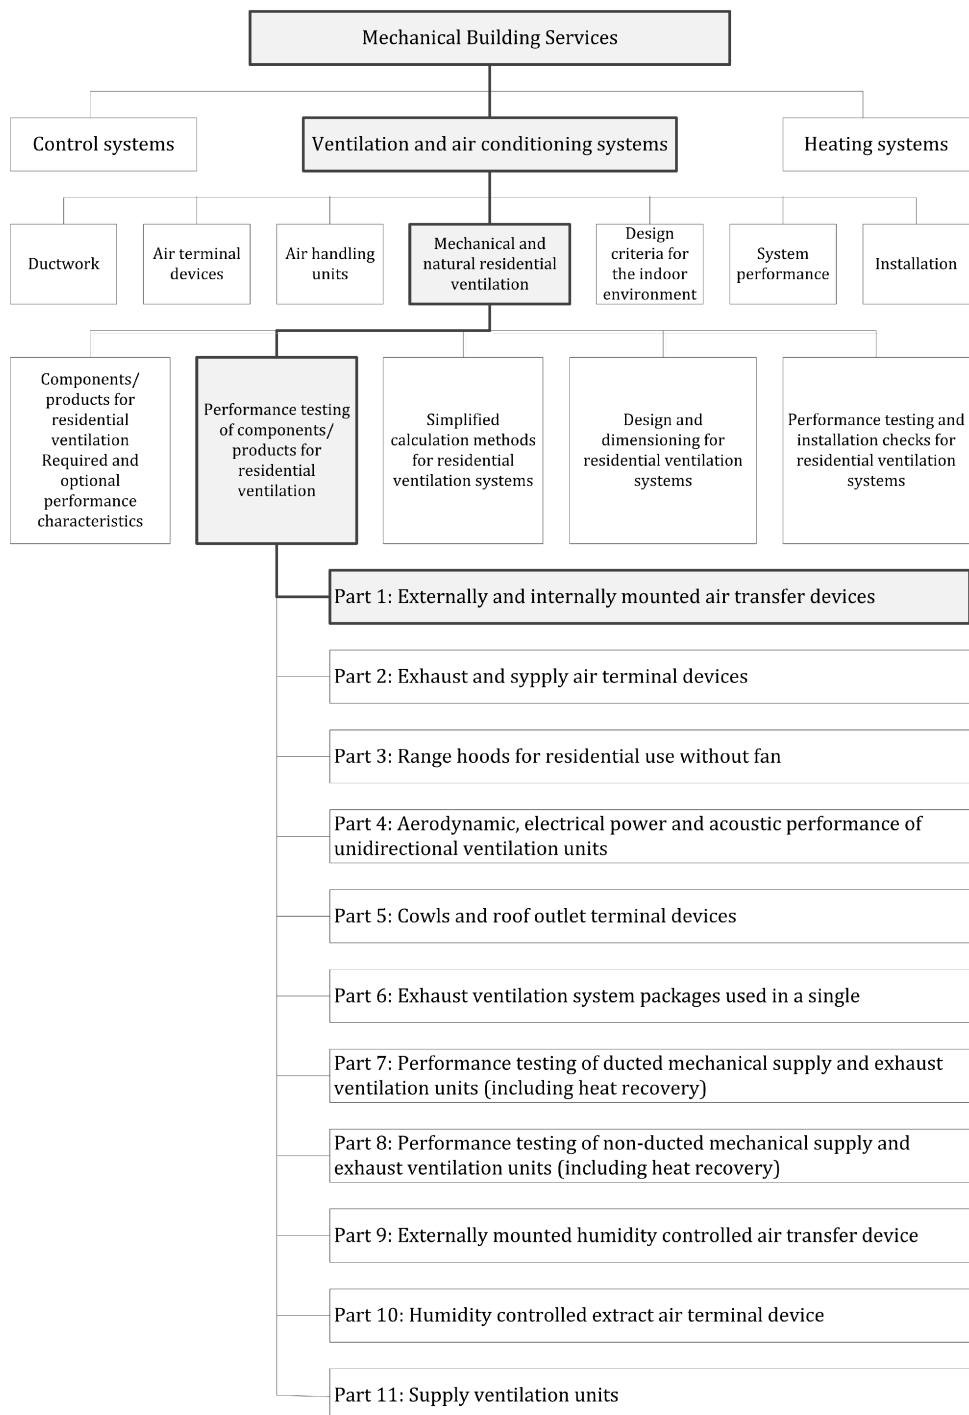 Mechanical Building Services
Control systems
Ventilation and air conditioning systems
Heating systems
Ductwork
Air terminal
devices
Air handling
units
Mechanical and
natural residential
ventilation
Design
criteria for
the indoor
environment
System
performance
Installation
Components/
products for
residential
ventilation
Required and
optional
performance
characteristics
Performance testing
of components/
products for
residential
ventilation
Simplified
calculation methods
for residential
ventilation systems
Design and
dimensioning for
residential ventilation
systems
Performance testing and
installation checks for
residential ventilation
systems
Part 1: Externally and internally mounted air transfer devices
Part 2: Exhaust and sypply air terminal devices
Part 3: Range hoods for residential use without fan
Part 4: Aerodynamic, electrical power and acoustic performance of
unidirectional ventilation units
Part 5: Cowls and roof outlet terminal devices
Part 6: Exhaust ventilation system packages used in a single
Part 7: Performance testing of ducted mechanical supply and exhaust
ventilation units (including heat recovery)
Part 8: Performance testing of non-ducted mechanical supply and
exhaust ventilation units (including heat recovery)
Part 9: Externally mounted humidity controlled air transfer device
Part 10: Humidity controlled extract air terminal device
Part 11: Supply ventilation units